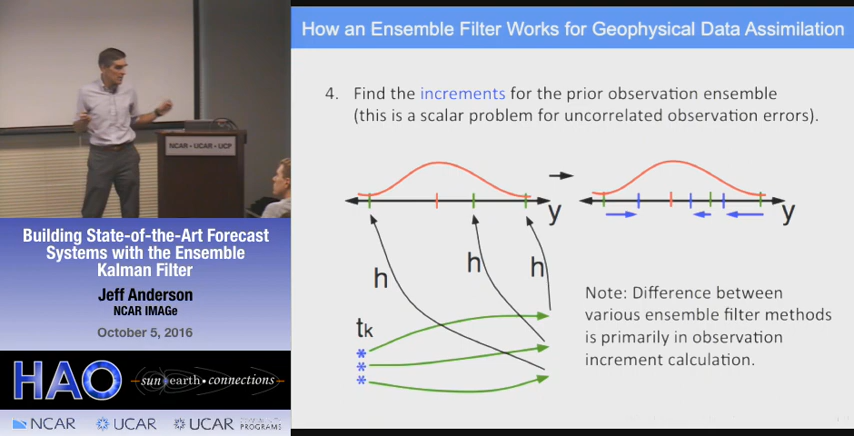 How an Ensemble Filter Works for Geophysical Data Assimilation
4. Find the increments for the prior observation ensemble
(this is a scalar problem for uncorrelated observation errors).
NCAR • UCAR • UCP
y
y
h
h
h
t_k
*
*
*
Note: Difference between
various ensemble filter methods
is primarily in observation
increment calculation.
Building State-of-the-Art Forecast
Systems with the Ensemble
Kalman Filter
Jeff Anderson
NCAR IMAGe
October 5, 2016
HAO
sun earth • connections
NCAR
UCAR
UCAR
PROGRAMS